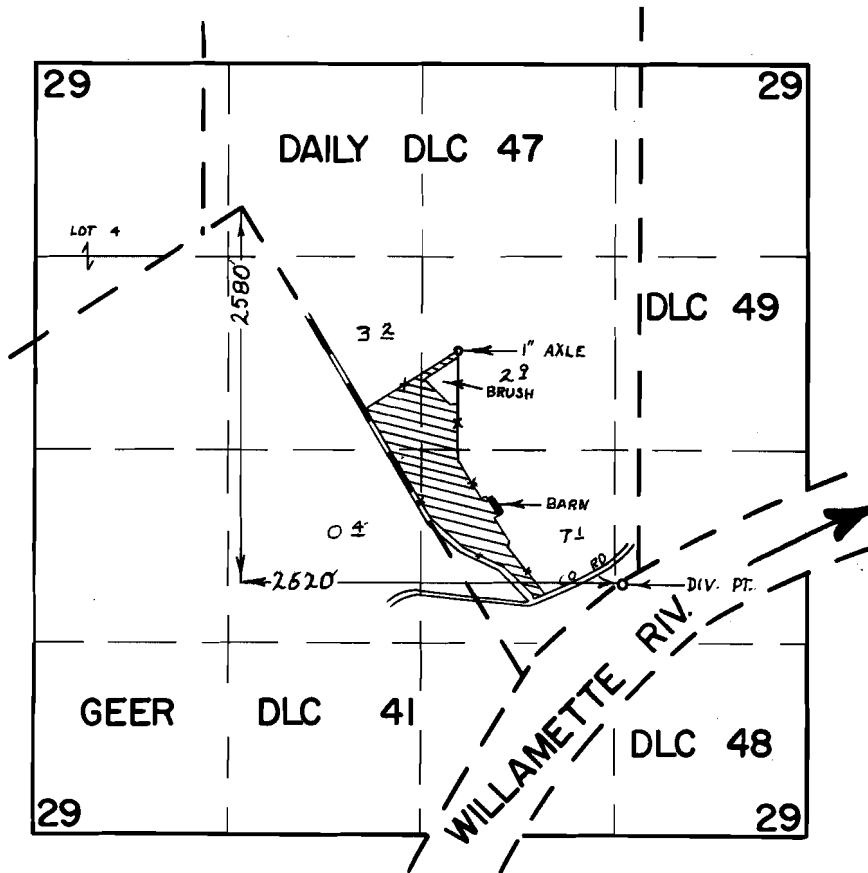 29 29
DAILY DLC 47
LOT 4
2580'
DLC 49
3 2
1" AXLE
2 9
BRUSH
BARN
0 4
7 1
CO RD
2620'
DIV. PT.
WILLAMETTE RIV.
GEER DLC 41
DLC 48
29 29